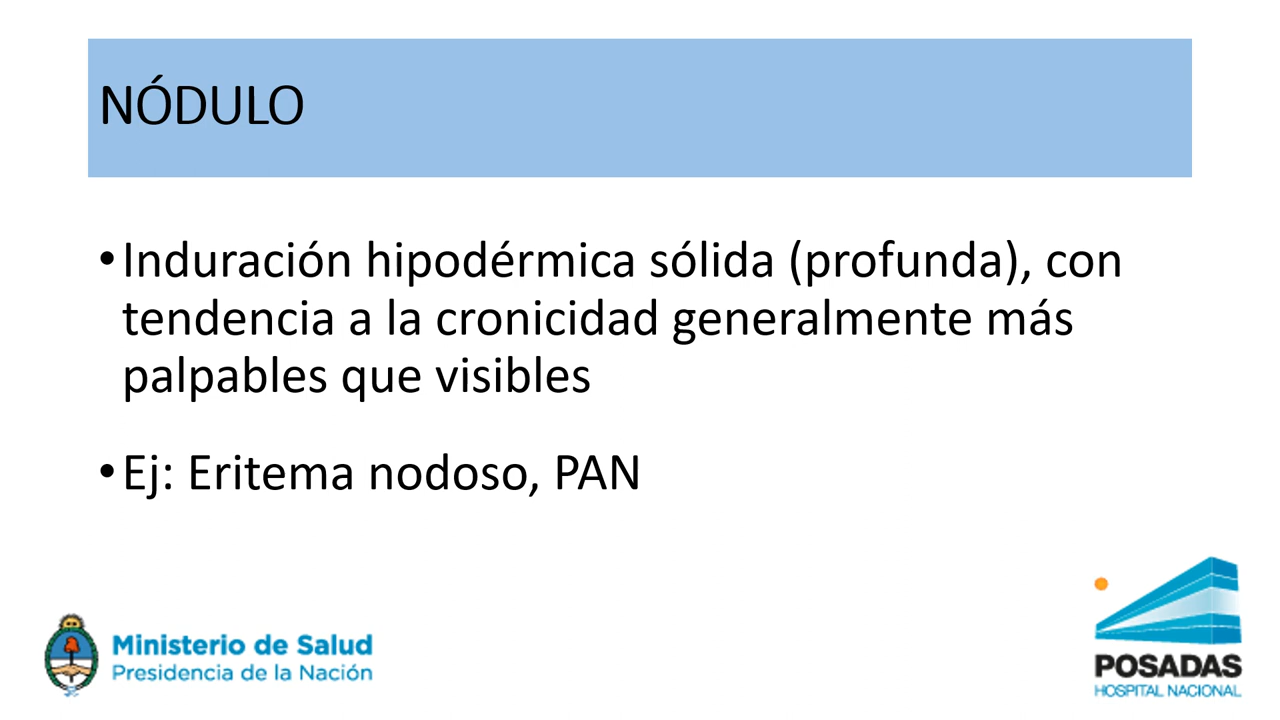 NÓDULO
•Induración hipodérmica sólida (profunda), con
tendencia a la cronicidad generalmente más
palpables que visibles
•Ej: Eritema nodoso, PAN
Ministerio de Salud
Presidencia de la Nación
POSADAS
HOSPITAL NACIONAL